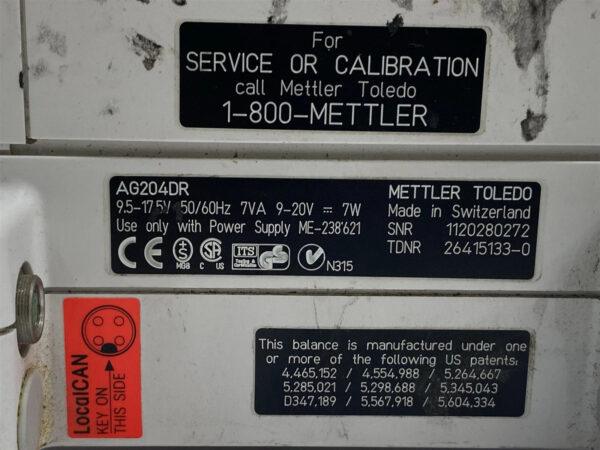 For
SERVICE OR CALIBRATION
call Mettler Toledo
1-800-METTLER
AG204DR
9.5-17.5V 50/60Hz 7VA 9-20V ⎓ 7W
Use only with Power Supply ME-238'621
METTLER TOLEDO
Made in Switzerland
SNR 1120280272
TDNR 26415133-0
CE
MGB
C US
ITS
N315
LocalCAN
KEY ON
THIS SIDE
This balance is manufactured under one
or more of the following US patents:
4,465,152 / 4,554,988 / 5,264,667
5,285,021 / 5,298,688 / 5,345,043
D347,189 / 5,567,918 / 5,604,334